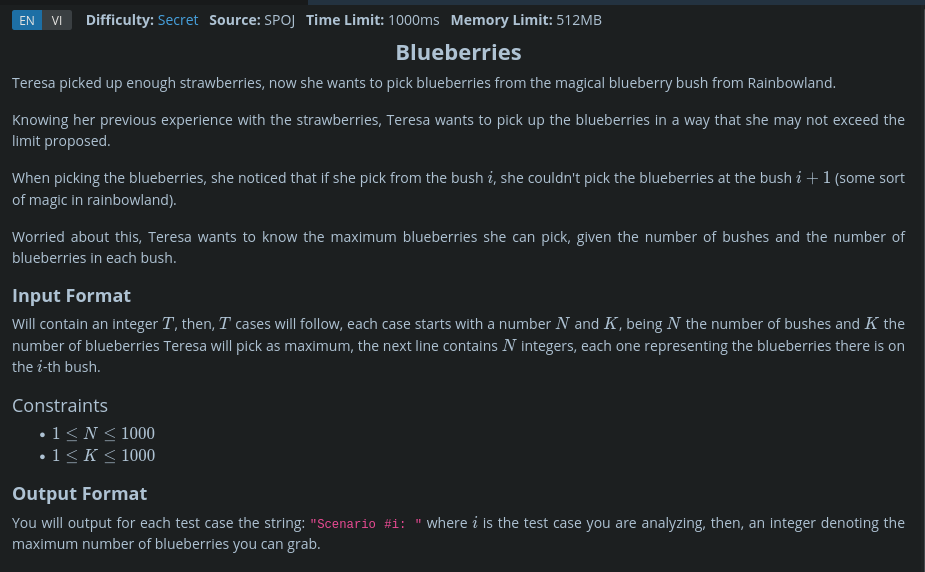 EN VI Difficulty: Secret Source: SPOJ Time Limit: 1000ms Memory Limit: 512MB
Blueberries
Teresa picked up enough strawberries, now she wants to pick blueberries from the magical blueberry bush from Rainbowland.
Knowing her previous experience with the strawberries, Teresa wants to pick up the blueberries in a way that she may not exceed the
limit proposed.
When picking the blueberries, she noticed that if she pick from the bush i, she couldn't pick the blueberries at the bush i + 1 (some sort
of magic in rainbowland).
Worried about this, Teresa wants to know the maximum blueberries she can pick, given the number of bushes and the number of
blueberries in each bush.
Input Format
Will contain an integer T, then, T cases will follow, each case starts with a number N and K, being N the number of bushes and K the
number of blueberries Teresa will pick as maximum, the next line contains N integers, each one representing the blueberries there is on
the i-th bush.
Constraints
• 1 ≤ N ≤ 1000
• 1 ≤ K ≤ 1000
Output Format
You will output for each test case the string: "Scenario #i: " where i is the test case you are analyzing, then, an integer denoting the
maximum number of blueberries you can grab.